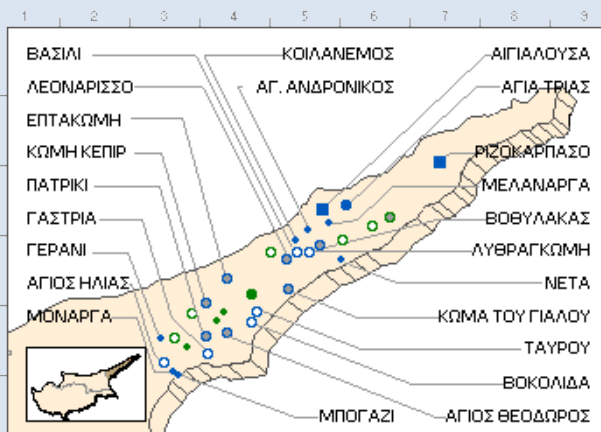 1 2 3 4 5 6 7 8 9
ΒΑΣΙΛΙ ΚΟΙΛΑΝΕΜΟΣ ΑΙΓΙΑΛΟΥΣΑ
ΛΕΟΝΑΡΙΣΣΟ ΑΓ. ΑΝΔΡΟΝΙΚΟΣ ΑΓΙΑ ΤΡΙΑΣ
ΕΠΤΑΚΩΜΗ
ΚΩΜΗ ΚΕΠΙΡ ΡΙΖΟΚΑΡΠΑΣΟ
ΠΑΤΡΙΚΙ ΜΕΛΑΝΑΡΓΑ
ΓΑΣΤΡΙΑ ΒΟΘΥΛΑΚΑΣ
ΓΕΡΑΝΙ ΛΥΘΡΑΓΚΩΜΗ
ΑΓΙΟΣ ΗΛΙΑΣ ΝΕΤΑ
ΜΟΝΑΡΓΑ ΚΩΜΑ ΤΟΥ ΓΙΑΛΟΥ
ΤΑΥΡΟΥ
ΒΟΚΟΛΙΔΑ
ΜΠΟΓΑΖΙ ΑΓΙΟΣ ΘΕΟΔΩΡΟΣ